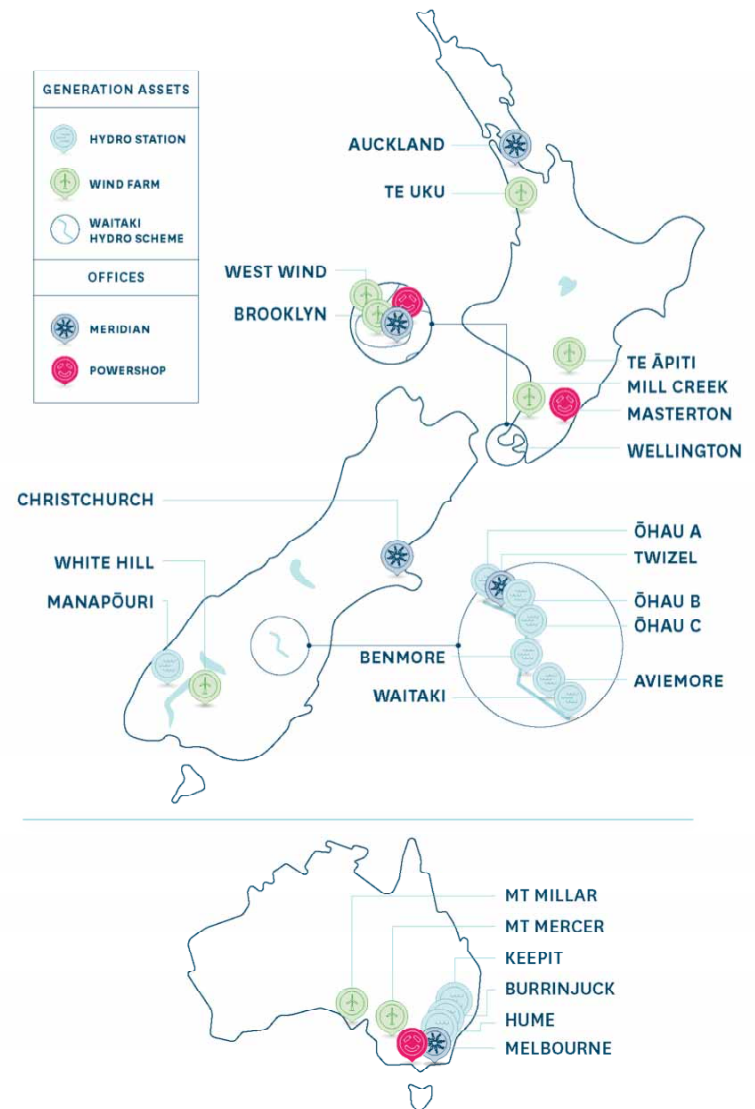 GENERATION ASSETS
HYDRO STATION
WIND FARM
WAITAKI
HYDRO SCHEME
OFFICES
MERIDIAN
POWERSHOP
AUCKLAND
TE UKU
WEST WIND
BROOKLYN
TE ĀPITI
MILL CREEK
MASTERTON
WELLINGTON
CHRISTCHURCH
WHITE HILL
MANAPŌURI
ŌHAU A
TWIZEL
ŌHAU B
ŌHAU C
BENMORE
AVIEMORE
WAITAKI
MT MILLAR
MT MERCER
KEEPIT
BURRINJUCK
HUME
MELBOURNE